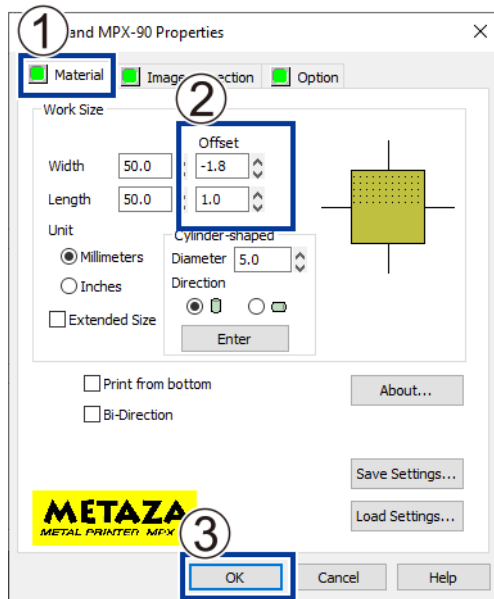 1
and MPX-90 Properties
Material
Image
ection
Option
2
Work Size
Offset
Width 50.0 : -1.8
Length 50.0 : 1.0
Unit
Cylinder-shaped
Millimeters
Diameter 5.0
Inches
Direction
Extended Size
Enter
Print from bottom
About...
Bi-Direction
Save Settings...
METAZA
METAL PRINTER MPX
Load Settings...
3
OK
Cancel
Help